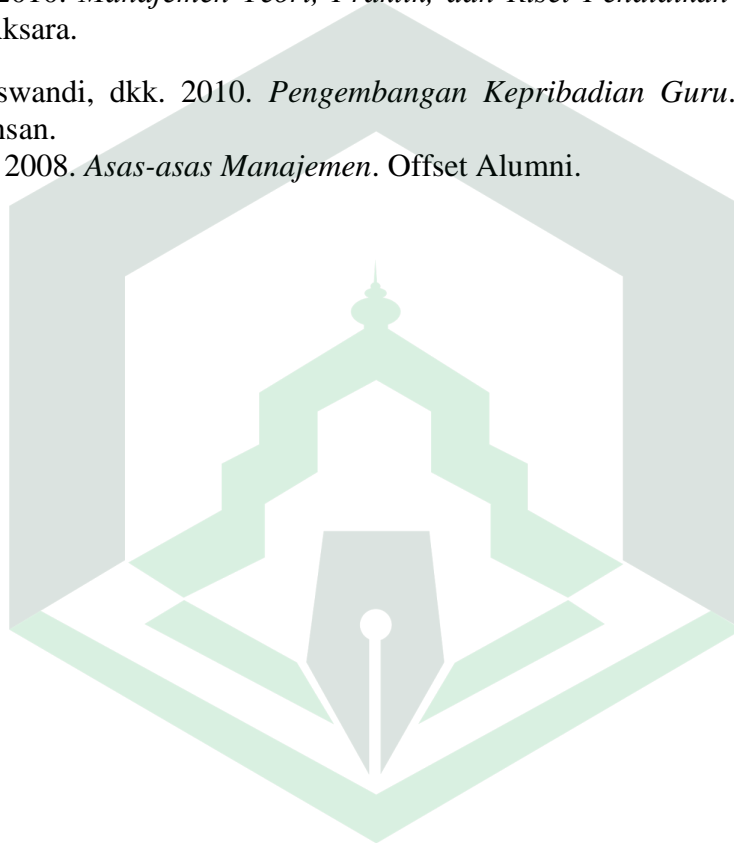 Manajemen Teori, Praktik, dan Riset Pendidikan
ksara.
swandi, dkk. 2010. Pengembangan Kepribadian Guru.
nsan.
2008. Asas-asas Manajemen. Offset Alumni.